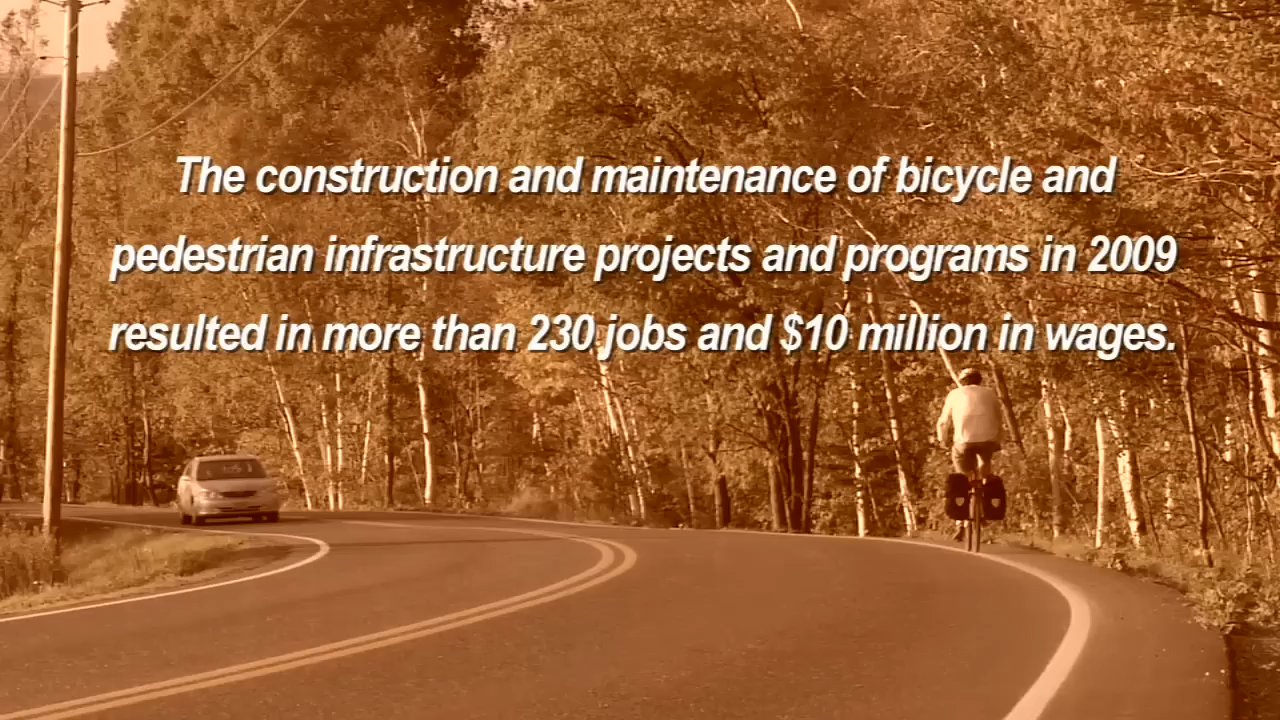 The construction and maintenance of bicycle and
pedestrian infrastructure projects and programs in 2009
resulted in more than 230 jobs and $10 million in wages.